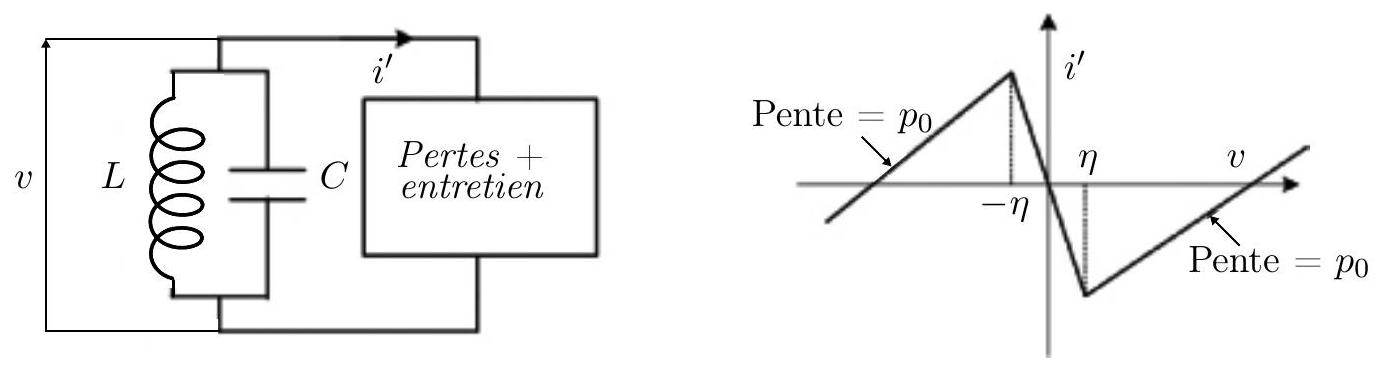 v
L
C
i′
Pertes +
entretien
Pente = p₀
i′
−η
η
v
Pente = p₀